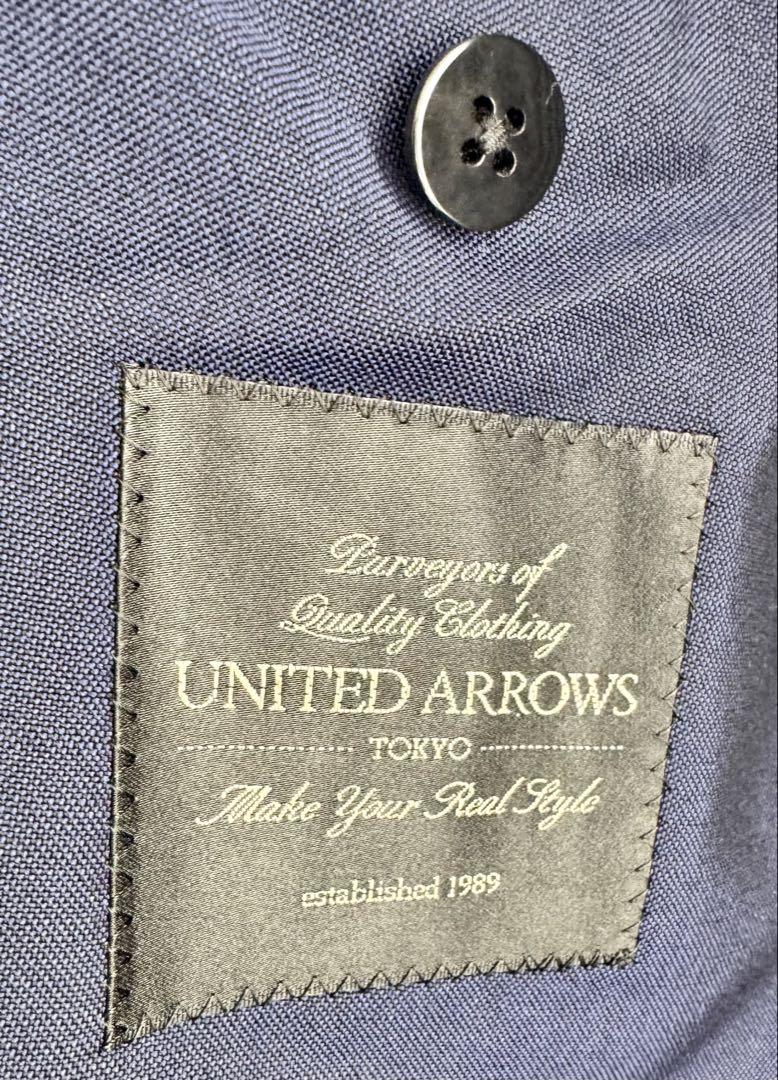 Purveyors of
Quality Clothing
UNITED ARROWS
TOKYO
Make Your Real Style
established 1989